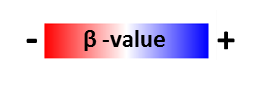 - β -value +